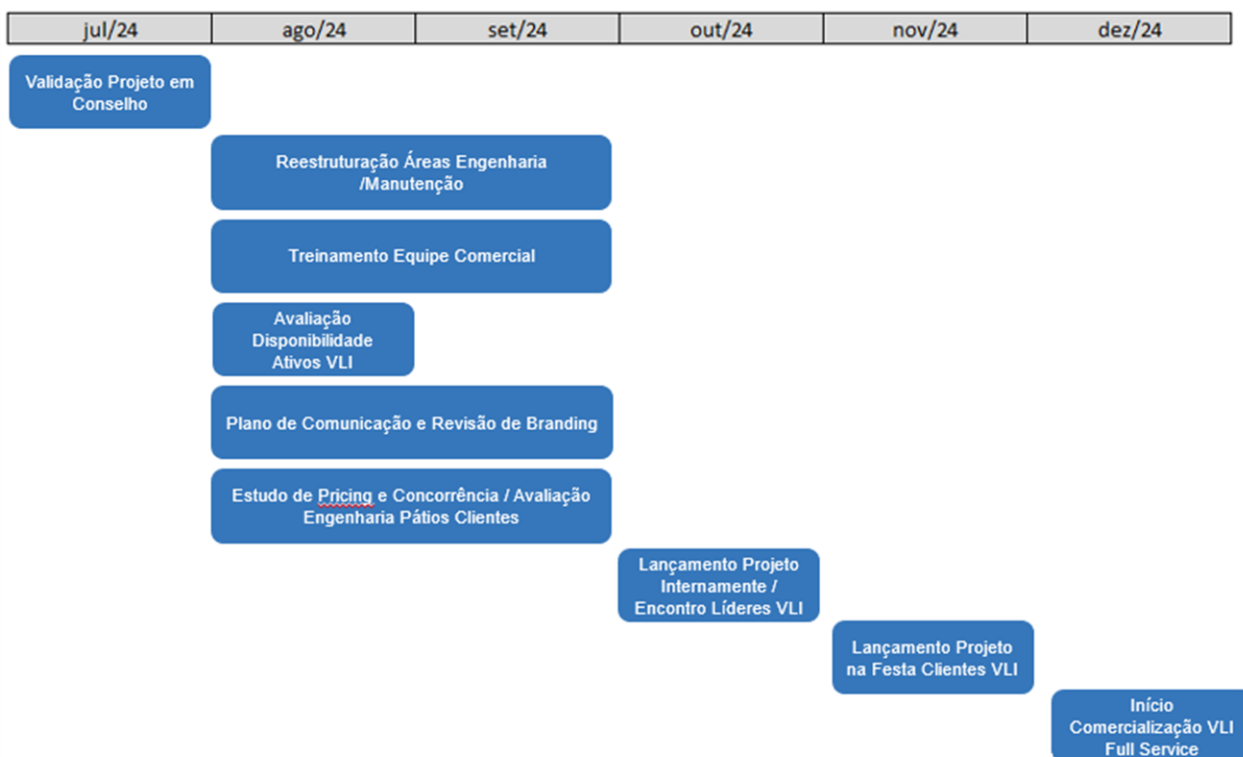 jul/24 ago/24 set/24 out/24 nov/24 dez/24
Validação Projeto em
Conselho
Reestruturação Áreas Engenharia
/Manutenção
Treinamento Equipe Comercial
Avaliação
Disponibilidade
Ativos VLI
Plano de Comunicação e Revisão de Branding
Estudo de Pricing e Concorrência / Avaliação
Engenharia Pátios Clientes
Lançamento Projeto
Internamente /
Encontro Líderes VLI
Lançamento Projeto
na Festa Clientes VLI
Início
Comercialização VLI
Full Service